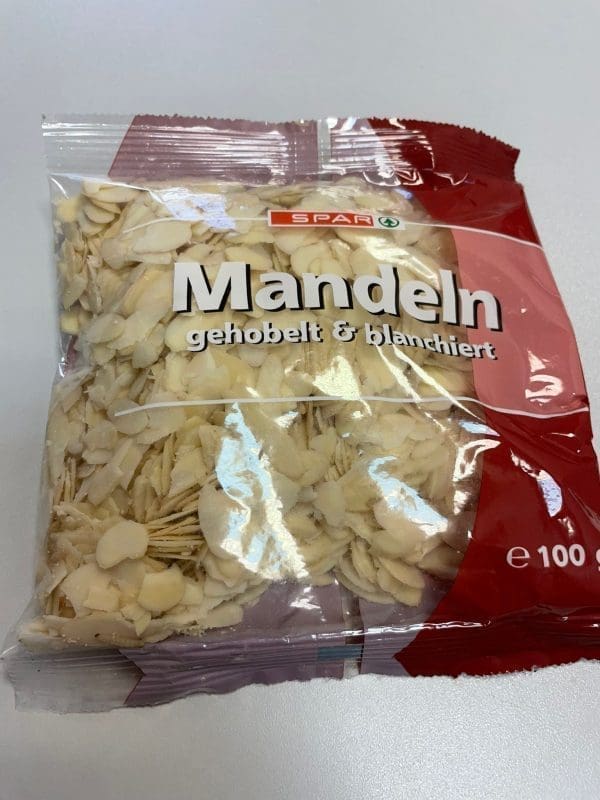 SPAR
Mandeln
gehobelt & blanchiert
℮ 100 g